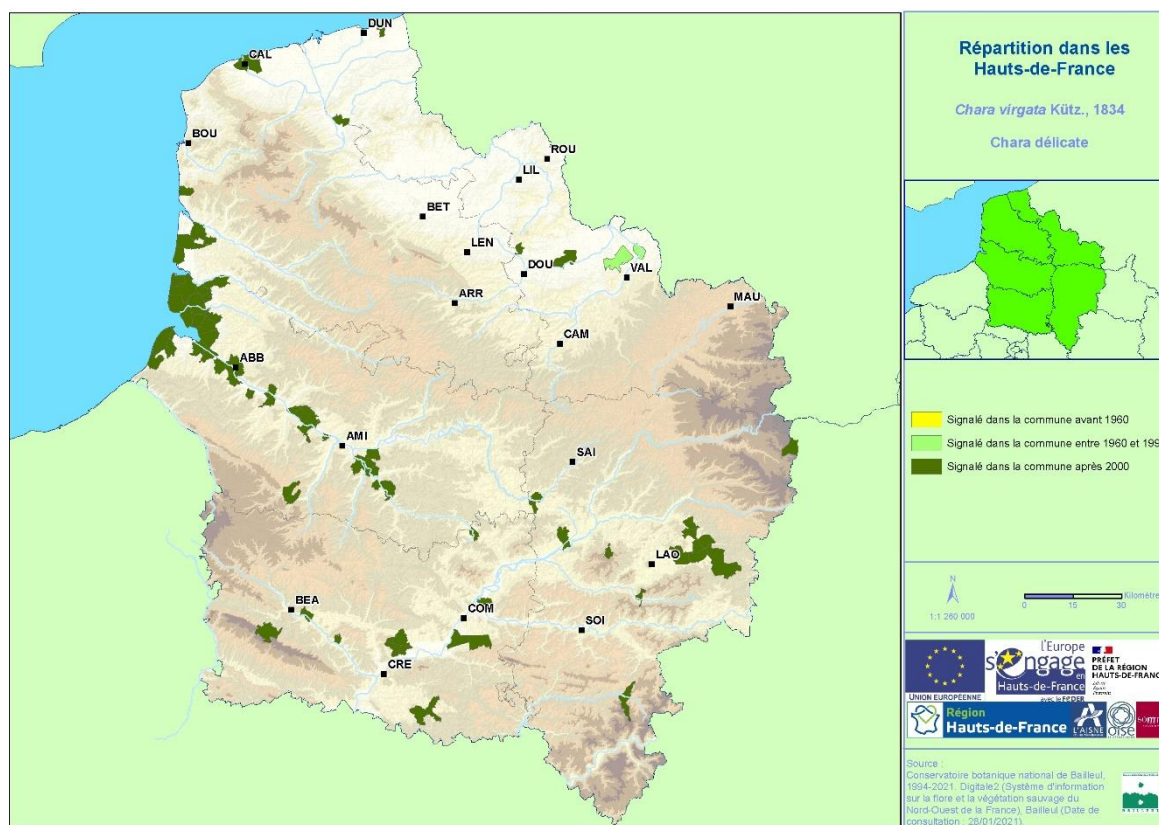 DUN
CAL
BOU
ROU
LIL
BET
LEN
DOU
VAL
ARR
MAU
CAM
ABB
AMI
SAI
LAO
BEA
COM
SOI
CRE
Répartition dans les
Hauts-de-France
Chara virgata Kütz., 1834
Chara délicate
Signalé dans la commune avant 1960
Signalé dans la commune entre 1960 et 199
Signalé dans la commune après 2000
N
1:1 260 000
0 15 30 Kilomètre
UNION EUROPÉENNE
l'Europe
s'engage
en
Hauts-de-France
avec le FEDER
PRÉFET
DE LA RÉGION
HAUTS-DE-FRANC
Région
Hauts-de-France
L'AISNE
OISE
somm
Source :
Conservatoire botanique national de Bailleul,
1994-2021. Digitale2 (Système d'information
sur la flore et la végétation sauvage du
Nord-Ouest de la France), Bailleul (Date de
consultation : 28/01/2021).
BAILLEUL